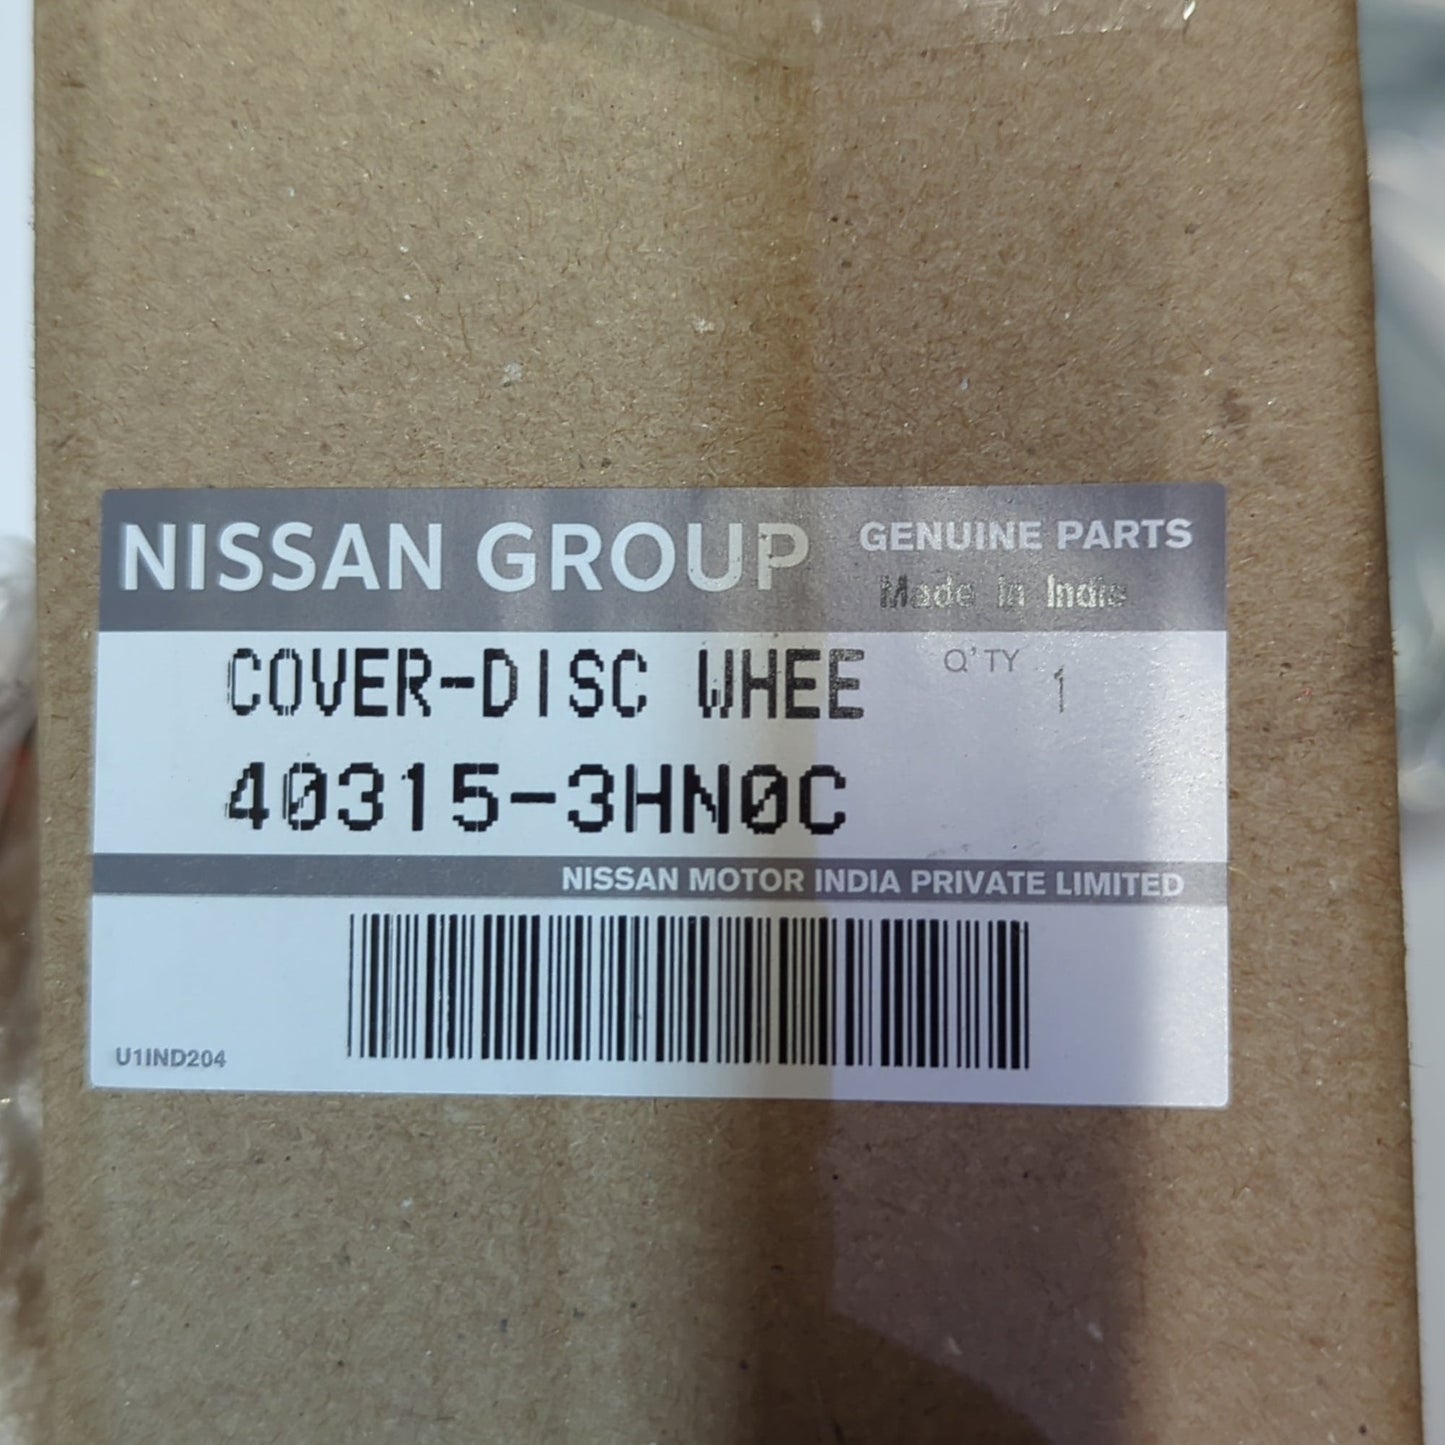 NISSAN GROUP GENUINE PARTS
Made in India
COVER-DISC WHEE Q'TY 1
40315-3HN0C
NISSAN MOTOR INDIA PRIVATE LIMITED
U1IND204